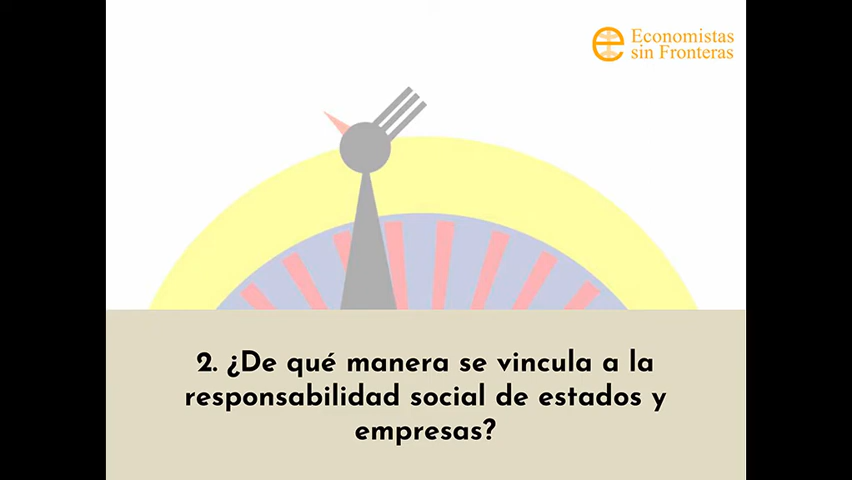 Economistas
sin Fronteras
2. ¿De qué manera se vincula a la
responsabilidad social de estados y
empresas?